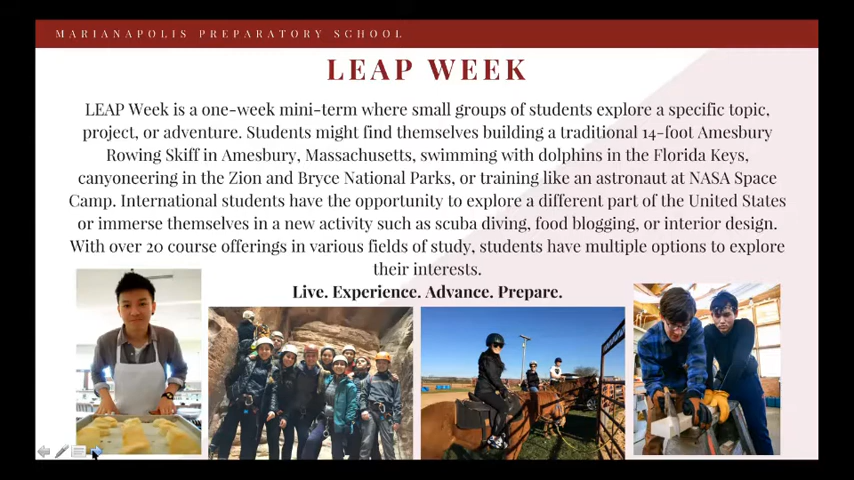 MARIANAPOLIS PREPARATORY SCHOOL
LEAP WEEK
LEAP Week is a one-week mini-term where small groups of students explore a specific topic,
project, or adventure. Students might find themselves building a traditional 14-foot Amesbury
Rowing Skiff in Amesbury, Massachusetts, swimming with dolphins in the Florida Keys,
canyoneering in the Zion and Bryce National Parks, or training like an astronaut at NASA Space
Camp. International students have the opportunity to explore a different part of the United States
or immerse themselves in a new activity such as scuba diving, food blogging, or interior design.
With over 20 course offerings in various fields of study, students have multiple options to explore
their interests.
Live. Experience. Advance. Prepare.